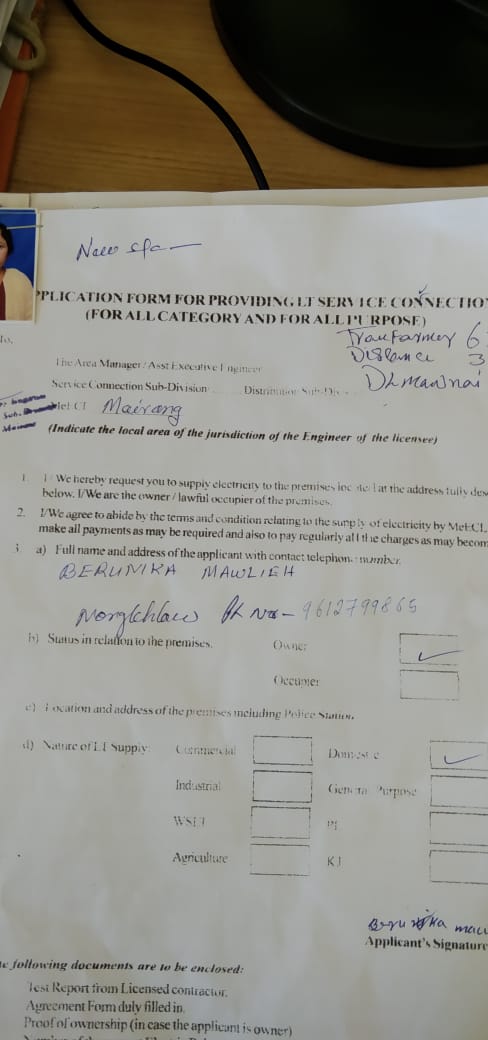 New
PPLICATION FORM FOR PROVIDING LT SERVICE CONNECTIO
(FOR ALL CATEGORY AND FOR ALL PURPOSE)
To,
Transformer 6
Distance 3
The Area Manager / Asst Executive Engineer
Service Connection Sub-Division Distribution Sub-Div
MeECL Mairang
(Indicate the local area of the jurisdiction of the Engineer of the licensee)
1. I / We hereby request you to supply electricity to the premises located at the address fully des
below. I/We are the owner / lawful occupier of the premises.
2. I/We agree to abide by the terms and condition relating to the supply of electricity by MeECL
make all payments as may be required and also to pay regularly all the charges as may becom
3 a) Full name and address of the applicant with contact telephone number.
BERUNIKA MAWLIEH
Nongkhlaw Ph No - 9612799865
b) Status in relation to the premises. Owner
Occupier
c) Location and address of the premises including Police Station.
d) Nature of LT Supply: Commercial Domestic
Industrial General Purpose
WSLT PL
Agriculture KJ
Applicant's Signature
e following documents are to be enclosed:
Test Report from Licensed contractor.
Agreement Form duly filled in.
Proof of ownership (in case the applicant is owner)